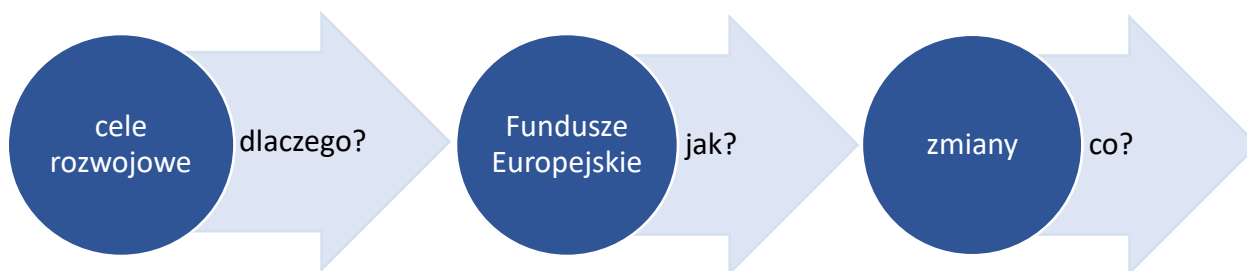 cele
rozwojowe
dlaczego?
Fundusze
Europejskie
jak?
zmiany
co?